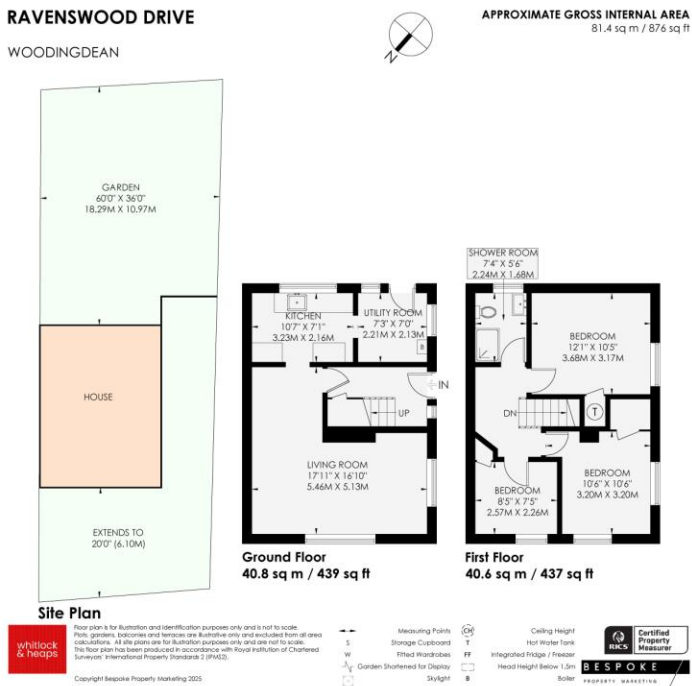 RAVENSWOOD DRIVE
WOODINGDEAN
N
APPROXIMATE GROSS INTERNAL AREA
81.4 sq m / 876 sq ft
GARDEN
60'0" X 36'0"
18.29M X 10.97M
HOUSE
EXTENDS TO
20'0" (6.10M)
Site Plan
KITCHEN
10'7" X 7'1"
3.23M X 2.16M
UTILITY ROOM
7'3" X 7'0"
2.21M X 2.13M
IN
UP
LIVING ROOM
17'11" X 16'10"
5.46M X 5.13M
Ground Floor
40.8 sq m / 439 sq ft
SHOWER ROOM
7'4" X 5'6"
2.24M X 1.68M
BEDROOM
12'1" X 10'5"
3.68M X 3.17M
DN
T
BEDROOM
8'5" X 7'5"
2.57M X 2.26M
BEDROOM
10'6" X 10'6"
3.20M X 3.20M
First Floor
40.6 sq m / 437 sq ft
whitlock
& heaps
Floor plan is for illustration and identification purposes only and is not to scale.
Plots, gardens, balconies and terraces are illustrative only and excluded from all area
calculations. All site plans are for illustration purposes only and are not to scale.
This floor plan has been produced in accordance with Royal Institution of Chartered
Surveyors' International Property Standards 2 (IPMS2).
Copyright Bespoke Property Marketing 2025
Measuring Points
S Storage Cupboard
W Fitted Wardrobes
Garden Shortened for Display
Skylight
CH Ceiling Height
T Hot Water Tank
FF Integrated Fridge / Freezer
Head Height Below 1.5m
B Boiler
RICS
Certified
Property
Measurer
BESPOKE
PROPERTY MARKETING